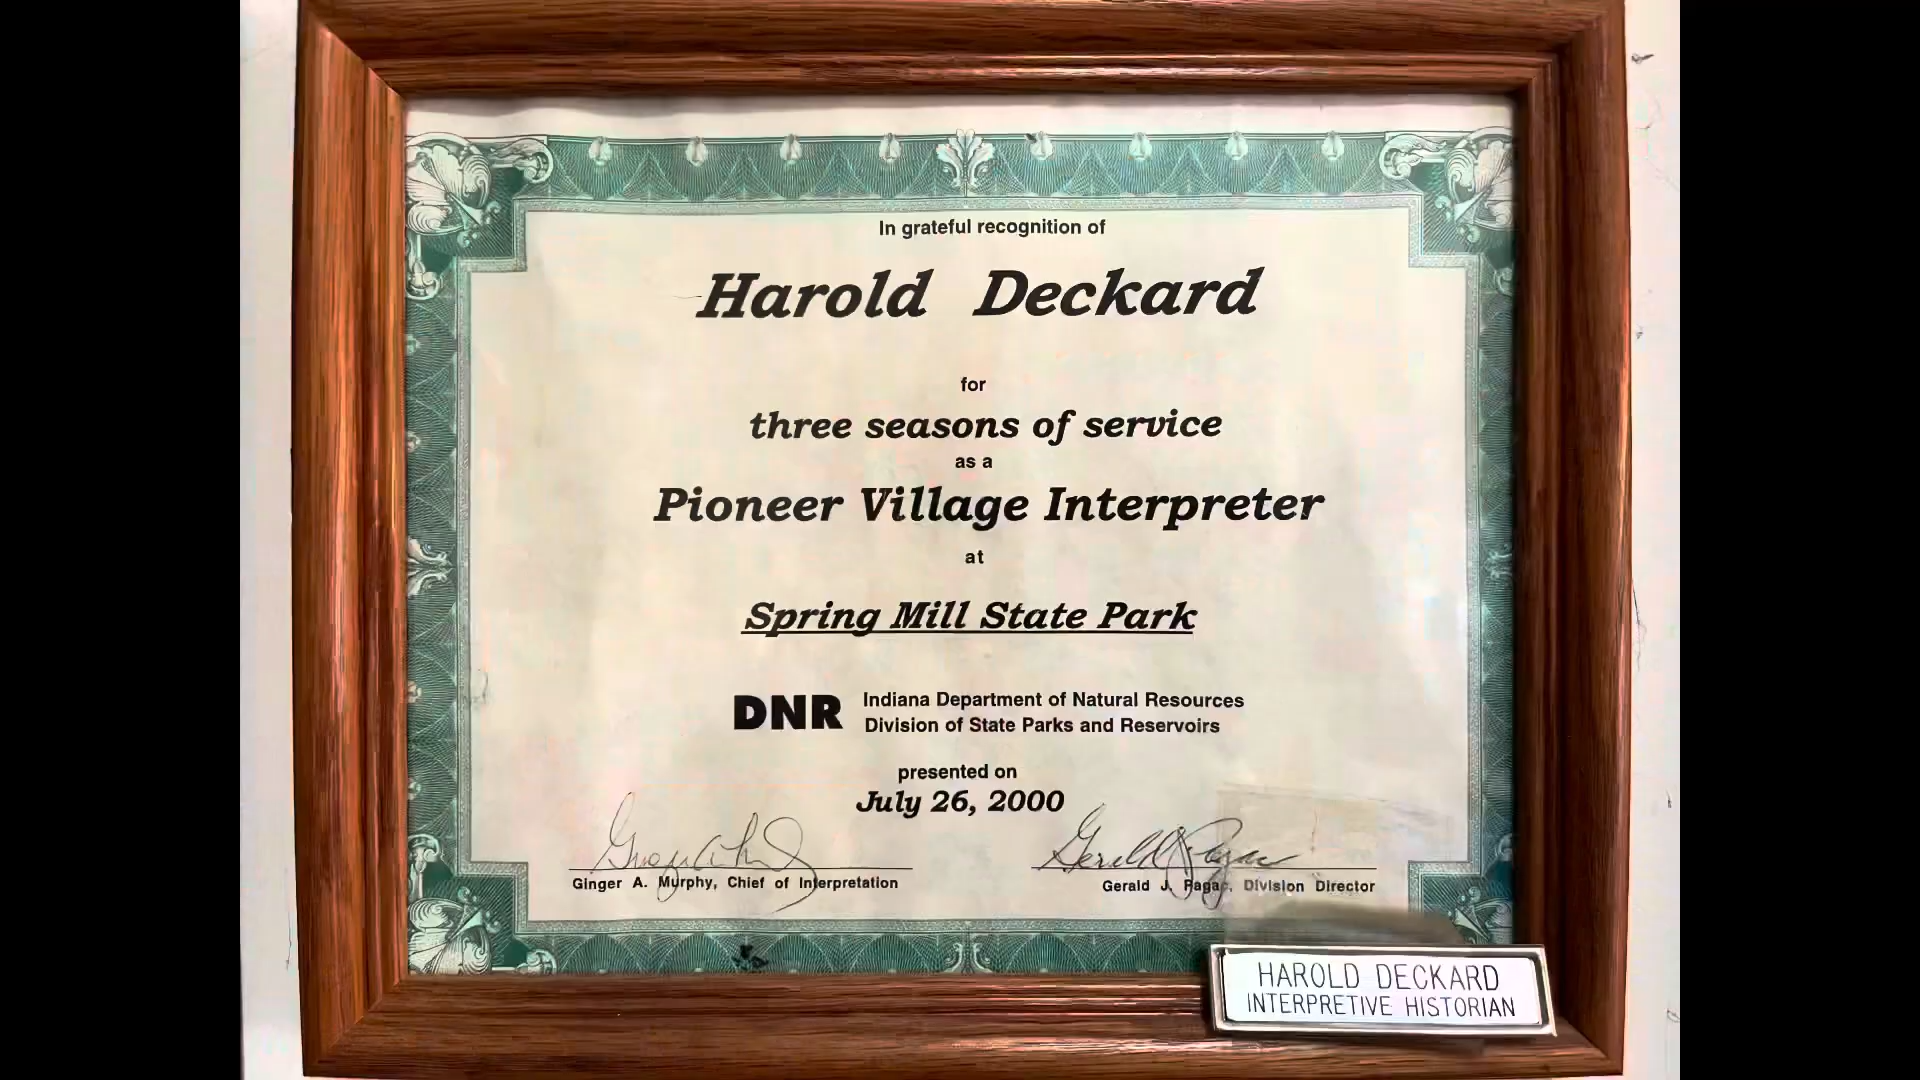 In grateful recognition of
Harold Deckard
for
three seasons of service
as a
Pioneer Village Interpreter
at
Spring Mill State Park
DNR Indiana Department of Natural Resources
Division of State Parks and Reservoirs
presented on
July 26, 2000
Ginger A. Murphy, Chief of Interpretation
Gerald J. Pagac, Division Director
HAROLD DECKARD
INTERPRETIVE HISTORIAN